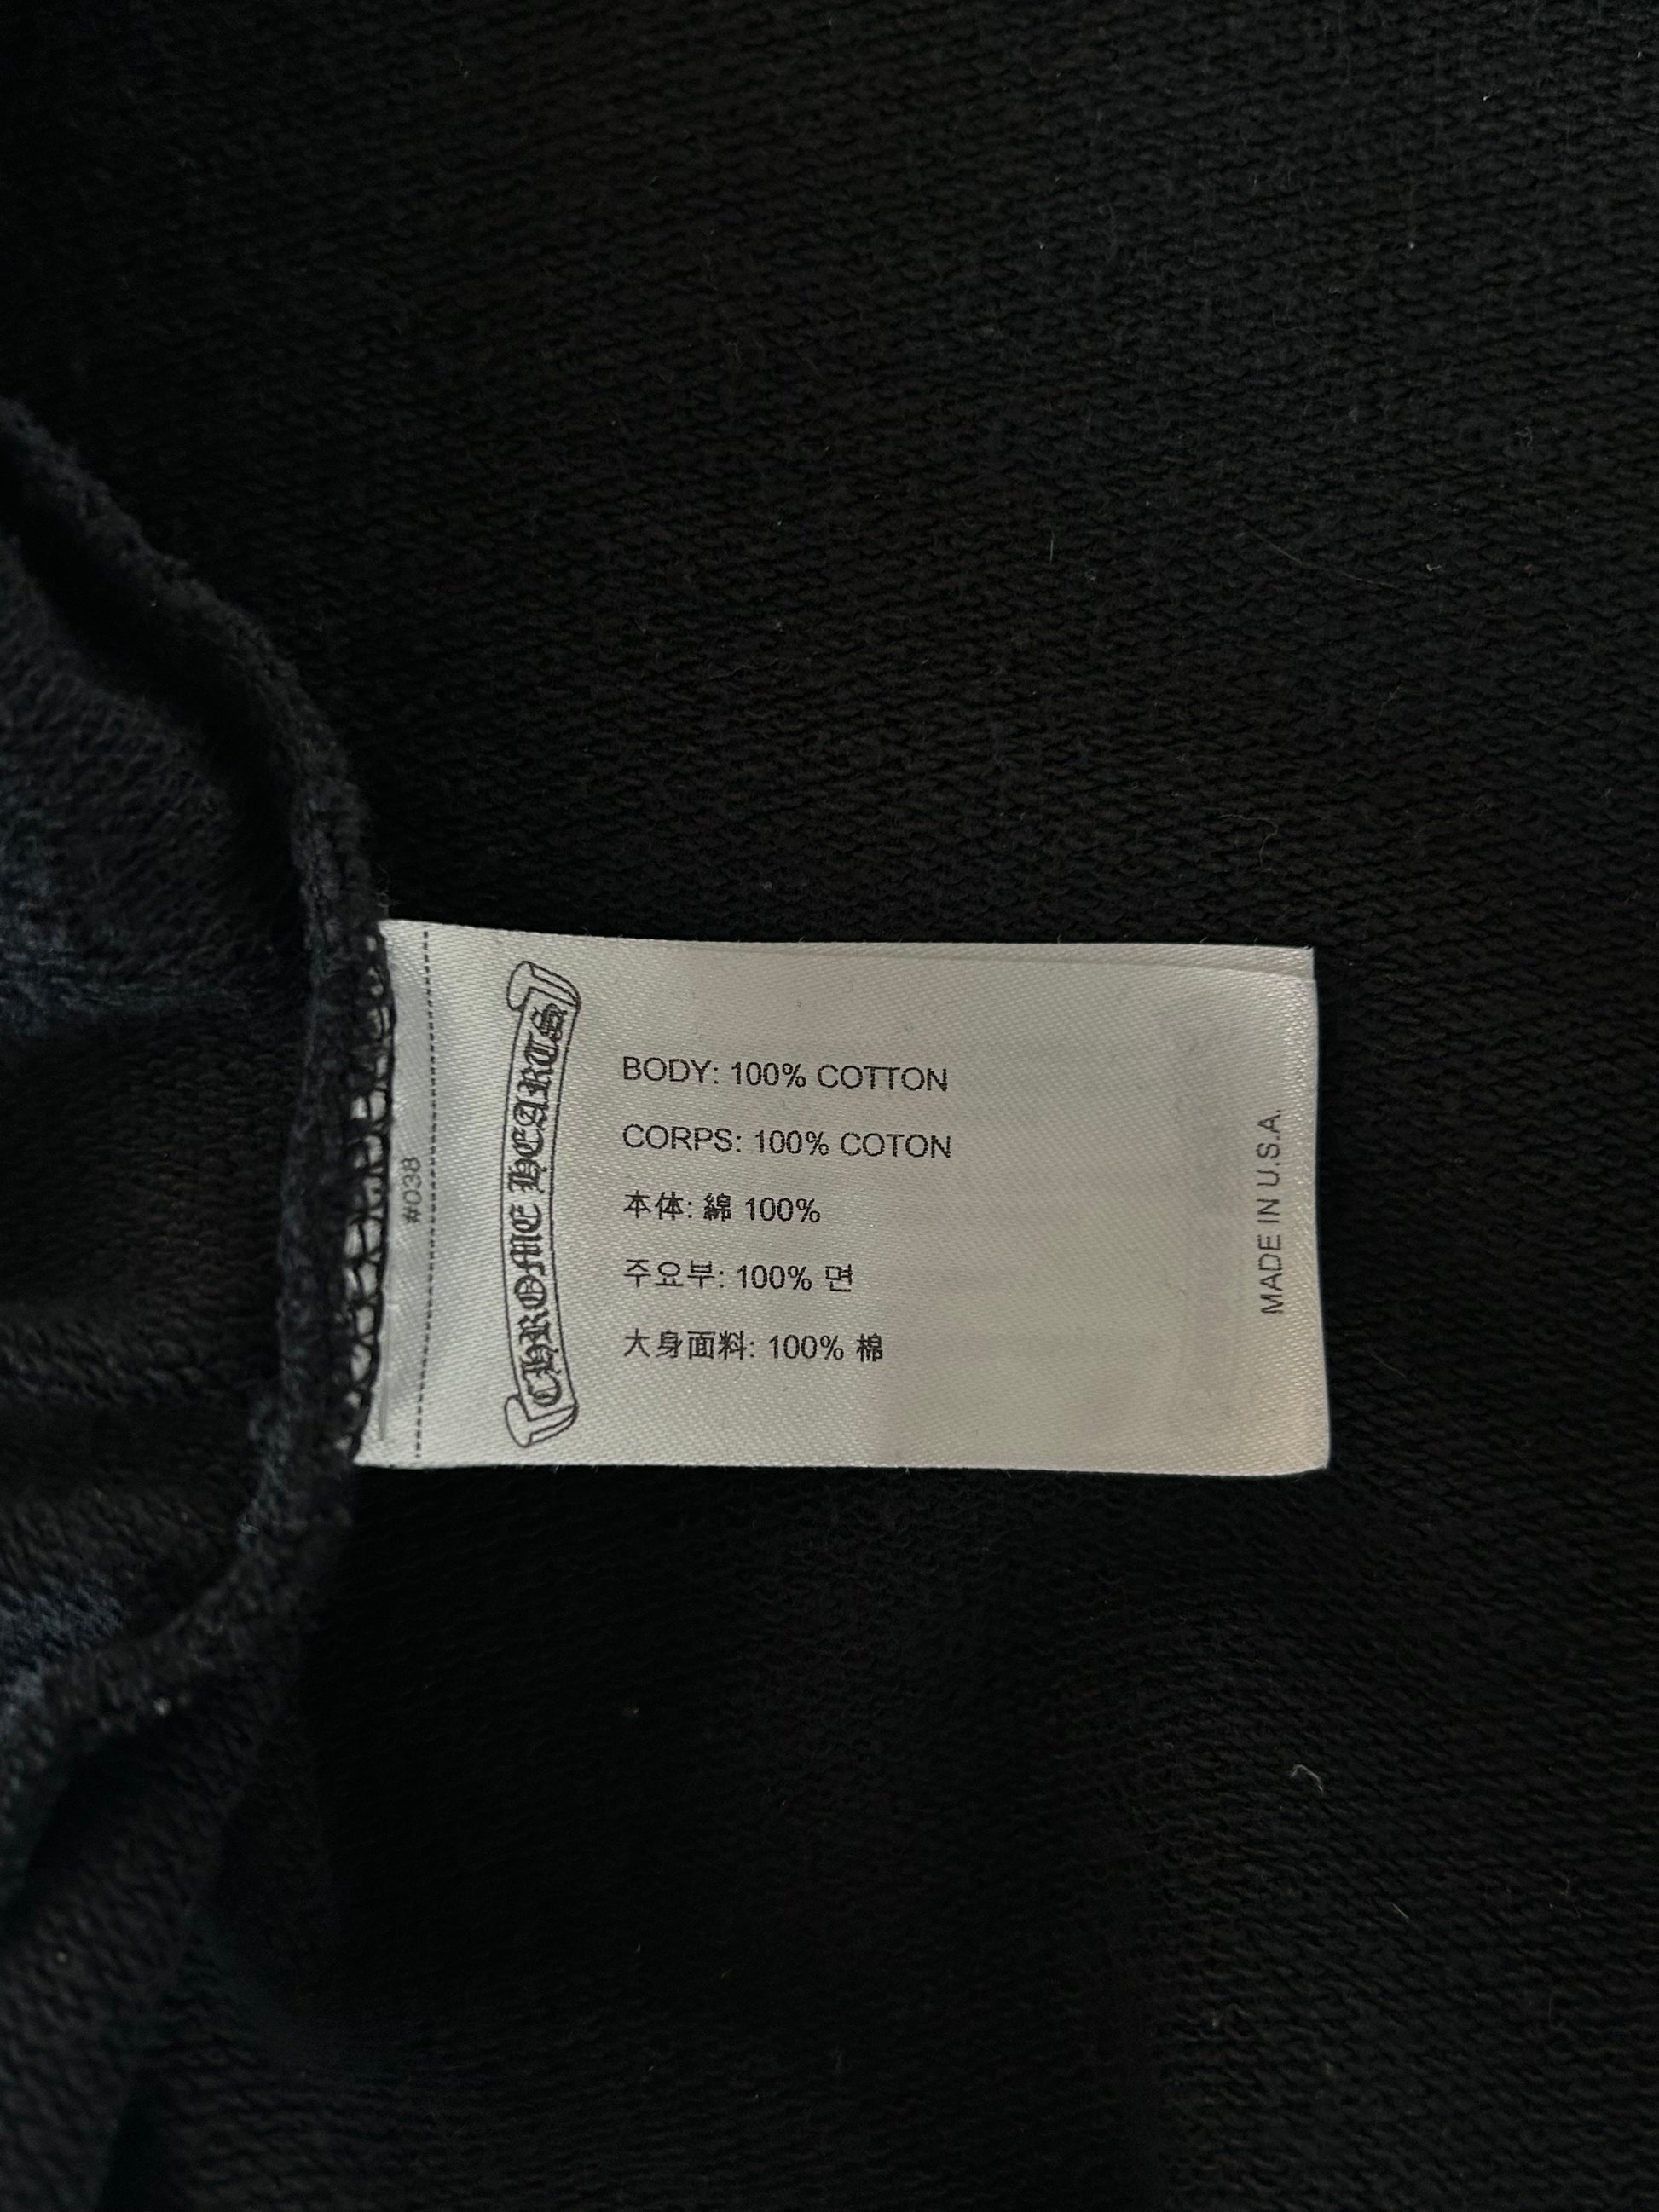 #038
CHROME HEARTS
BODY: 100% COTTON
CORPS: 100% COTON
本体: 綿 100%
주요부: 100% 면
大身面料: 100% 棉
MADE IN U.S.A.